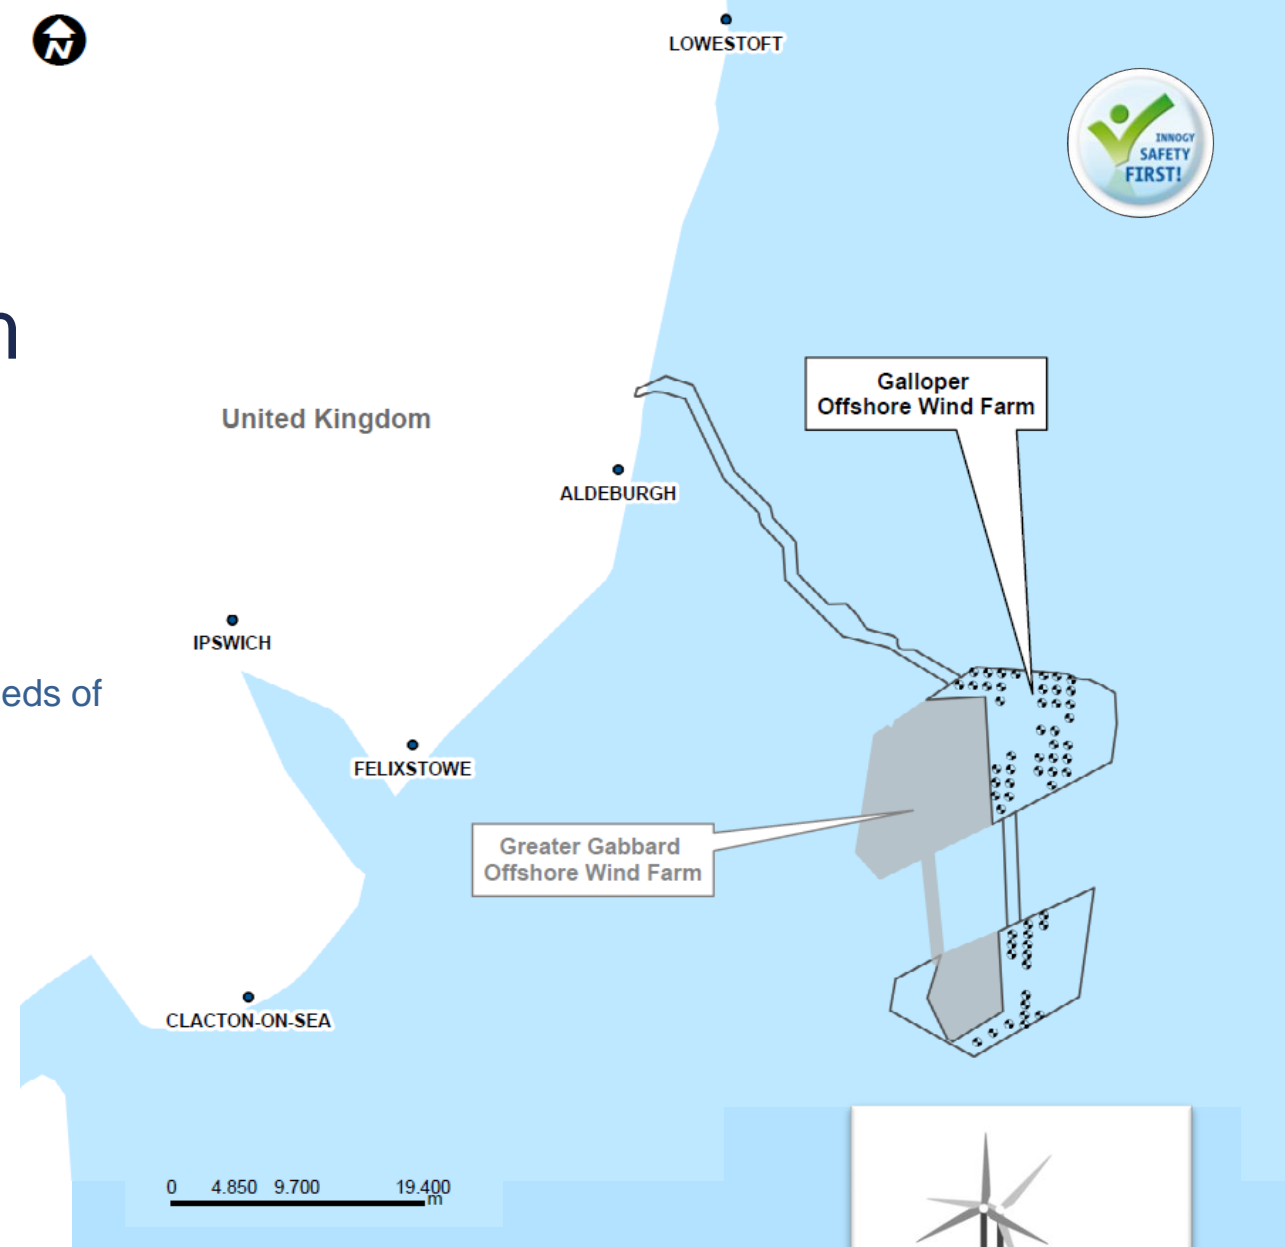 N
LOWESTOFT
INNOGY
SAFETY
FIRST!
n
Galloper
Offshore Wind Farm
United Kingdom
ALDEBURGH
IPSWICH
eeds of
FELIXSTOWE
Greater Gabbard
Offshore Wind Farm
CLACTON-ON-SEA
0 4.850 9.700 19.400
m